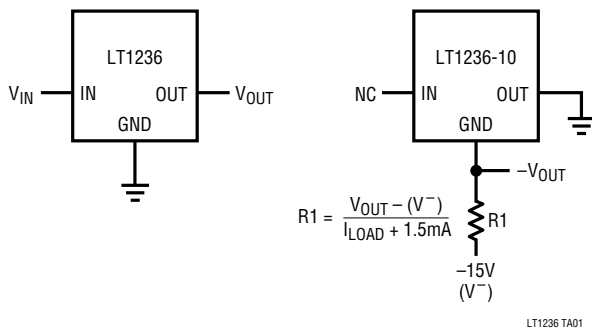 LT1236
V_IN IN OUT V_OUT
GND
LT1236-10
NC IN OUT
GND
–V_OUT
R1 = V_OUT – (V⁻) / I_LOAD + 1.5mA
R1
–15V
(V⁻)
LT1236 TA01